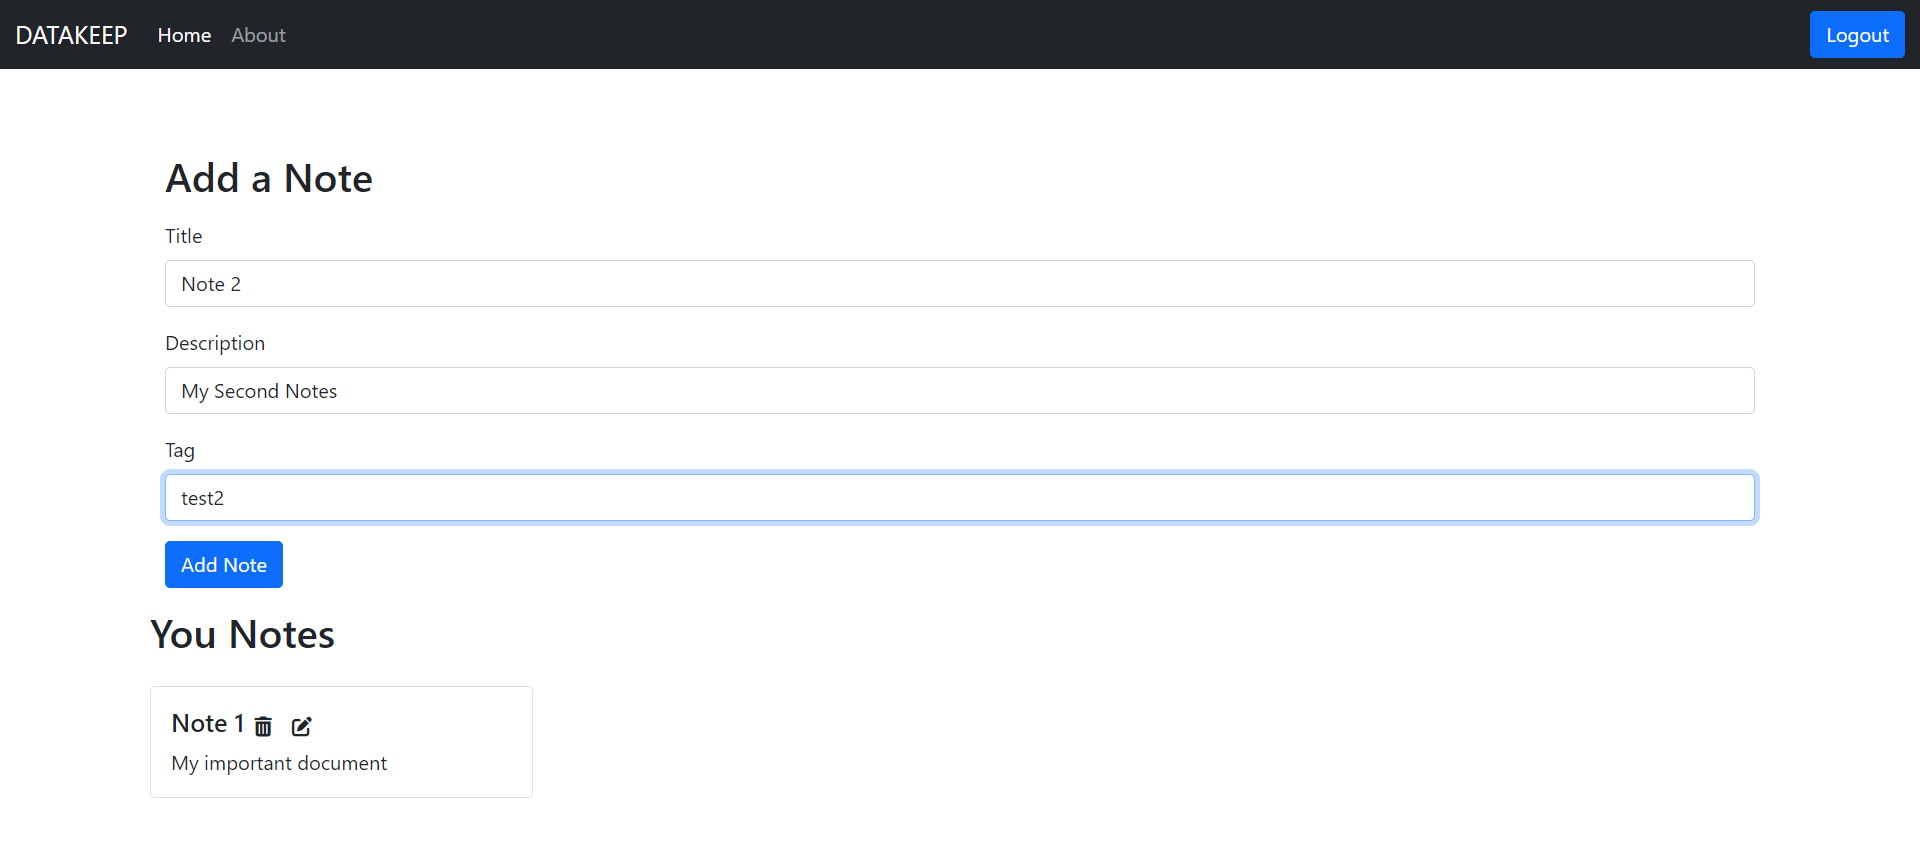 DATAKEEP Home About Logout
Add a Note
Title
Note 2
Description
My Second Notes
Tag
test2
Add Note
You Notes
Note 1
My important document